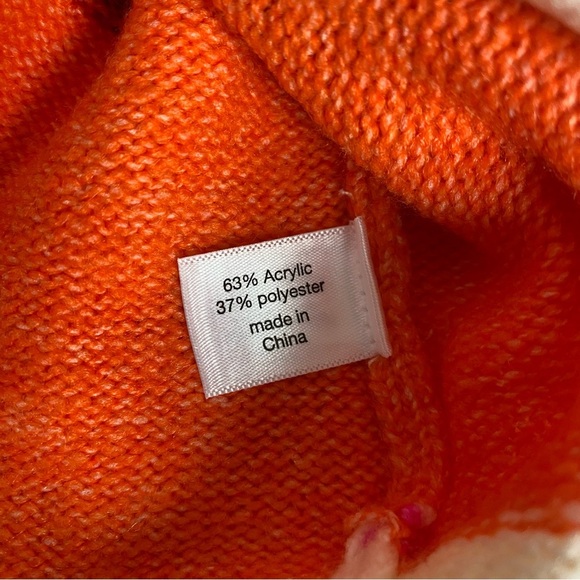 63% Acrylic
37% polyester
made in
China